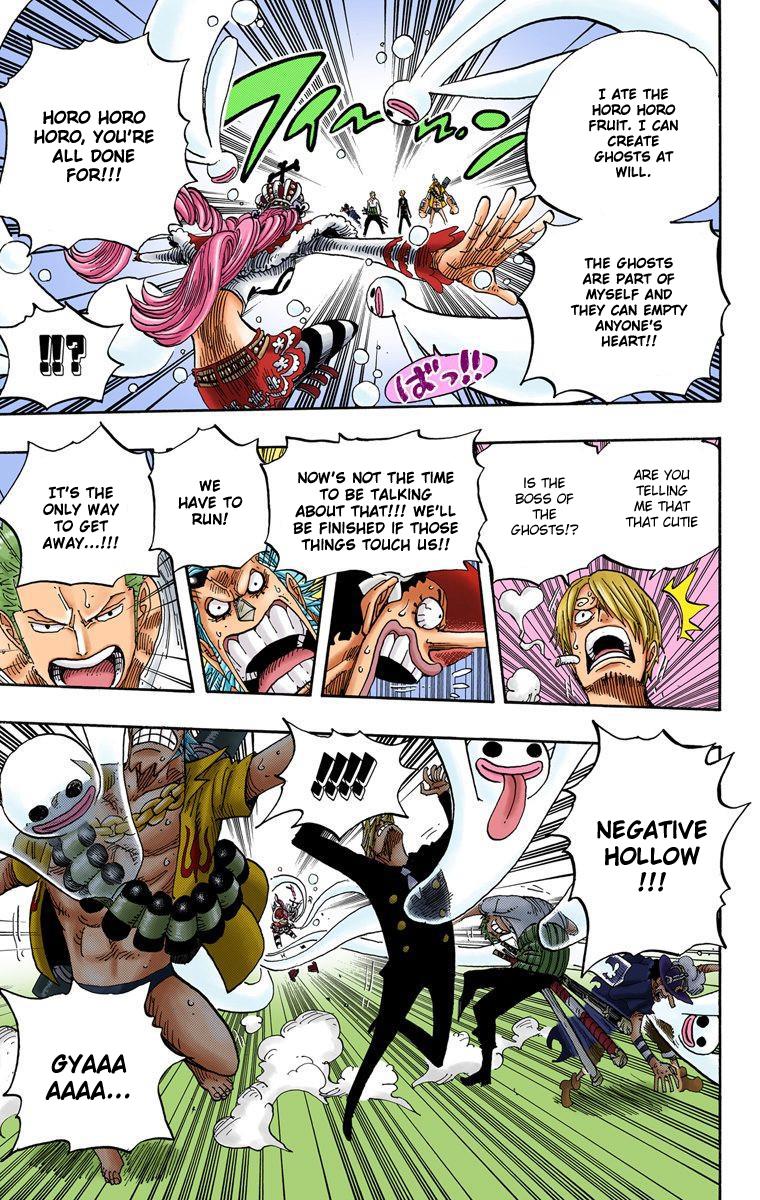 I ATE THE
HORO HORO
FRUIT. I CAN
CREATE
GHOSTS AT
WILL.
THE GHOSTS
ARE PART OF
MYSELF AND
THEY CAN EMPTY
ANYONE'S
HEART!!
HORO HORO
HORO, YOU'RE
ALL DONE
FOR!!!
!!?
ばっ!!
ARE YOU
TELLING
ME THAT
THAT CUTIE
IS THE
BOSS OF
THE
GHOSTS!?
NOW'S NOT THE TIME
TO BE TALKING
ABOUT THAT!!! WE'LL
BE FINISHED IF THOSE
THINGS TOUCH US!!
WE
HAVE TO
RUN!
IT'S THE
ONLY WAY
TO GET
AWAY...!!!
NEGATIVE
HOLLOW
!!!
!!!!
GYAAA
AAAA...